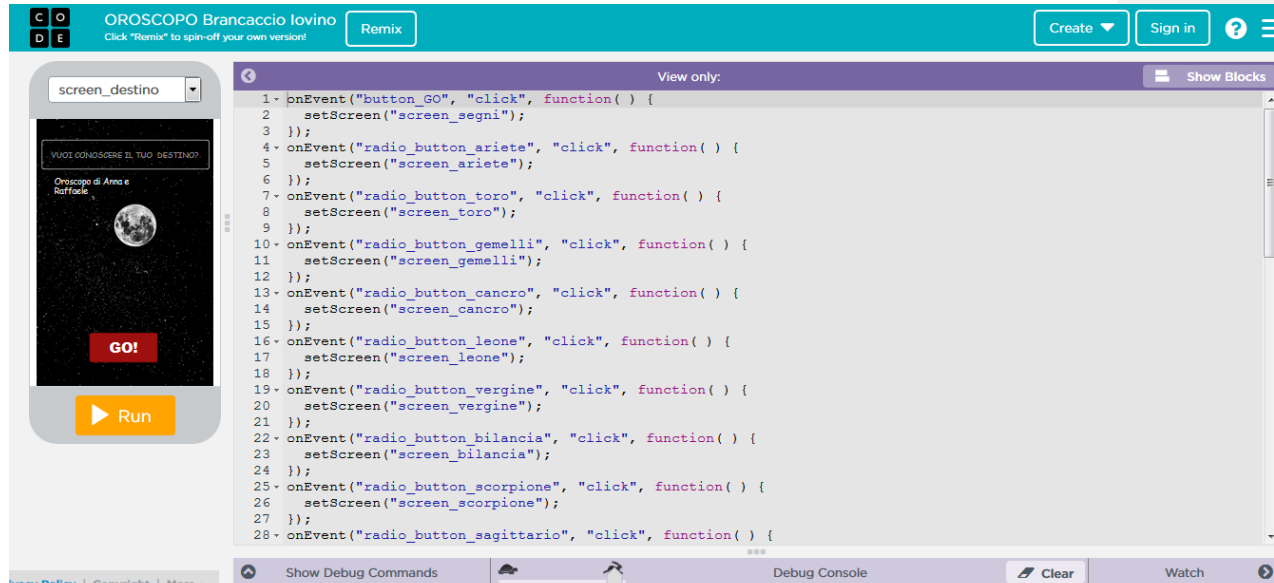 C O
D E
OROSCOPO Brancaccio Iovino
Click "Remix" to spin-off your own version!
Remix
Create
Sign in
?
screen_destino
VUOI CONOSCERE IL TUO DESTINO?
Oroscopo di Anna e
Raffaele
GO!
Run
View only:
Show Blocks
1 onEvent("button_GO", "click", function( ) {
2 setScreen("screen_segni");
3 });
4 onEvent("radio_button_ariete", "click", function( ) {
5 setScreen("screen_ariete");
6 });
7 onEvent("radio_button_toro", "click", function( ) {
8 setScreen("screen_toro");
9 });
10 onEvent("radio_button_gemelli", "click", function( ) {
11 setScreen("screen_gemelli");
12 });
13 onEvent("radio_button_cancro", "click", function( ) {
14 setScreen("screen_cancro");
15 });
16 onEvent("radio_button_leone", "click", function( ) {
17 setScreen("screen_leone");
18 });
19 onEvent("radio_button_vergine", "click", function( ) {
20 setScreen("screen_vergine");
21 });
22 onEvent("radio_button_bilancia", "click", function( ) {
23 setScreen("screen_bilancia");
24 });
25 onEvent("radio_button_scorpione", "click", function( ) {
26 setScreen("screen_scorpione");
27 });
28 onEvent("radio_button_sagittario", "click", function( ) {
Show Debug Commands
Debug Console
Clear
Watch